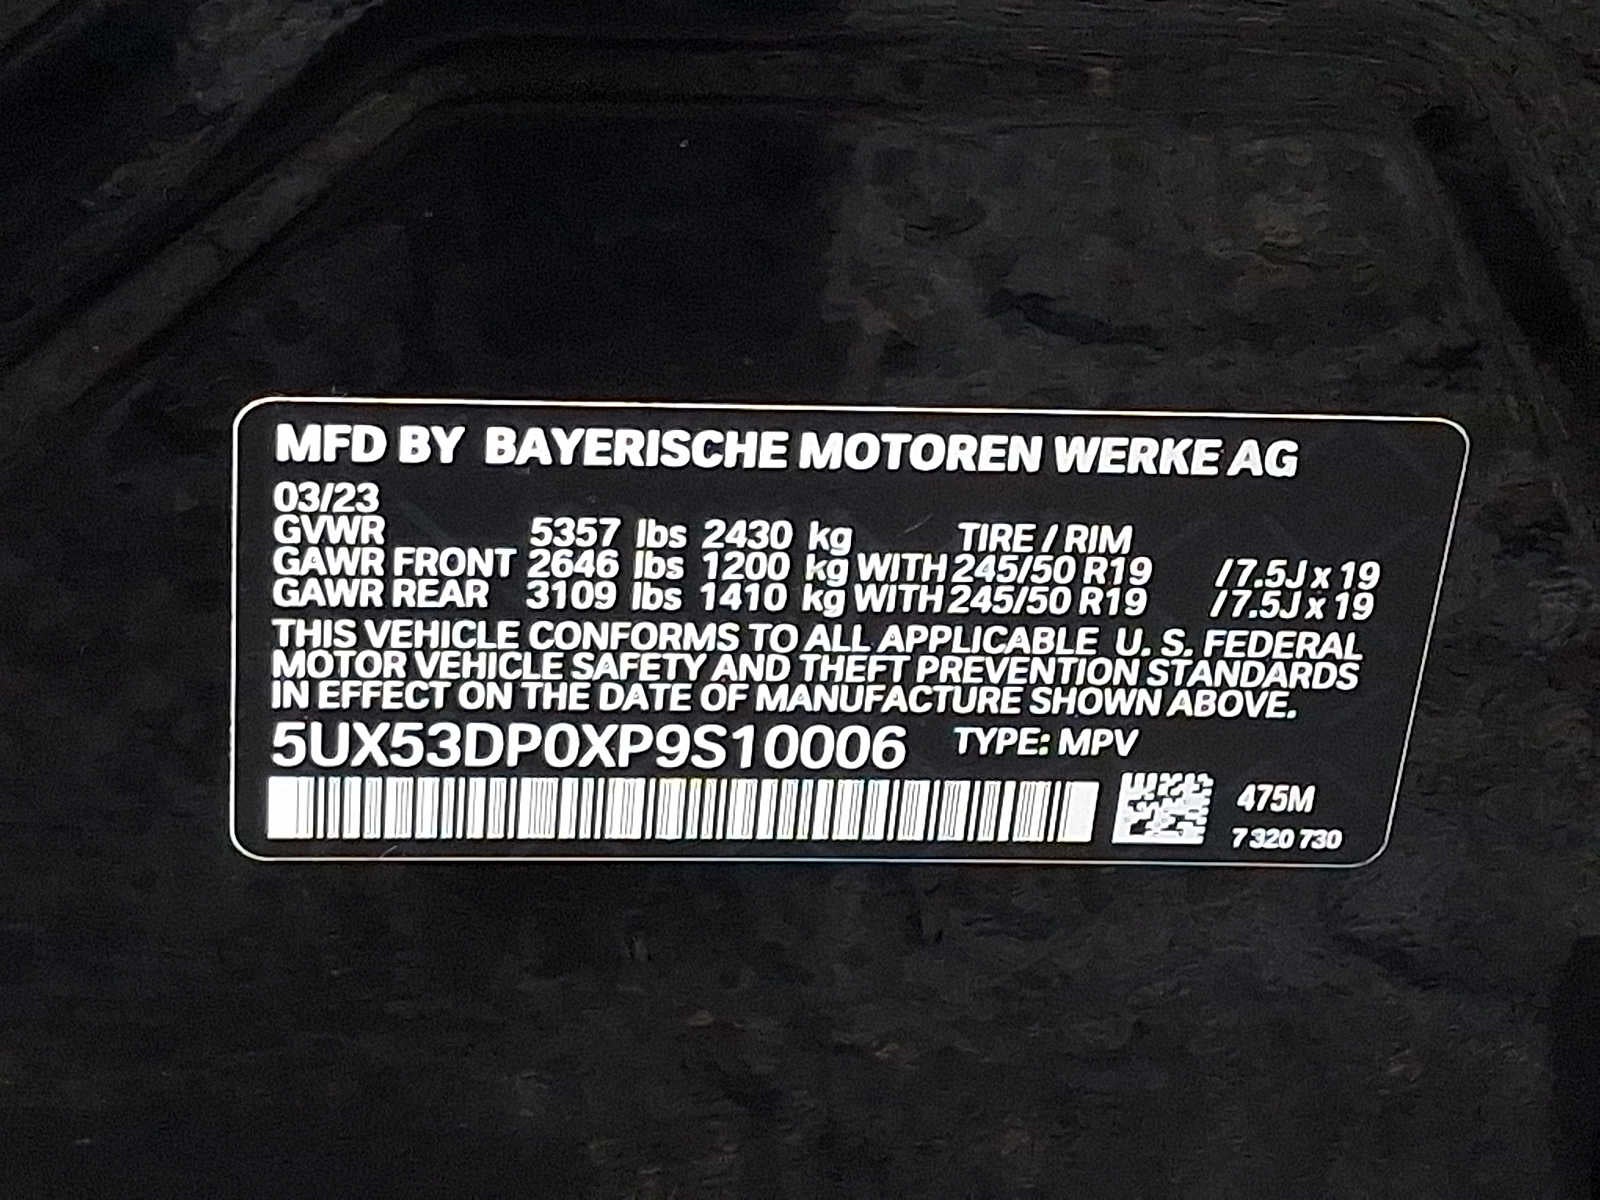 MFD BY BAYERISCHE MOTOREN WERKE AG
03/23
GVWR 5357 lbs 2430 kg TIRE / RIM
GAWR FRONT 2646 lbs 1200 kg WITH 245/50 R19 / 7.5J x 19
GAWR REAR 3109 lbs 1410 kg WITH 245/50 R19 / 7.5J x 19
THIS VEHICLE CONFORMS TO ALL APPLICABLE U. S. FEDERAL
MOTOR VEHICLE SAFETY AND THEFT PREVENTION STANDARDS
IN EFFECT ON THE DATE OF MANUFACTURE SHOWN ABOVE.
5UX53DP0XP9S10006 TYPE: MPV
475M
7 320 730